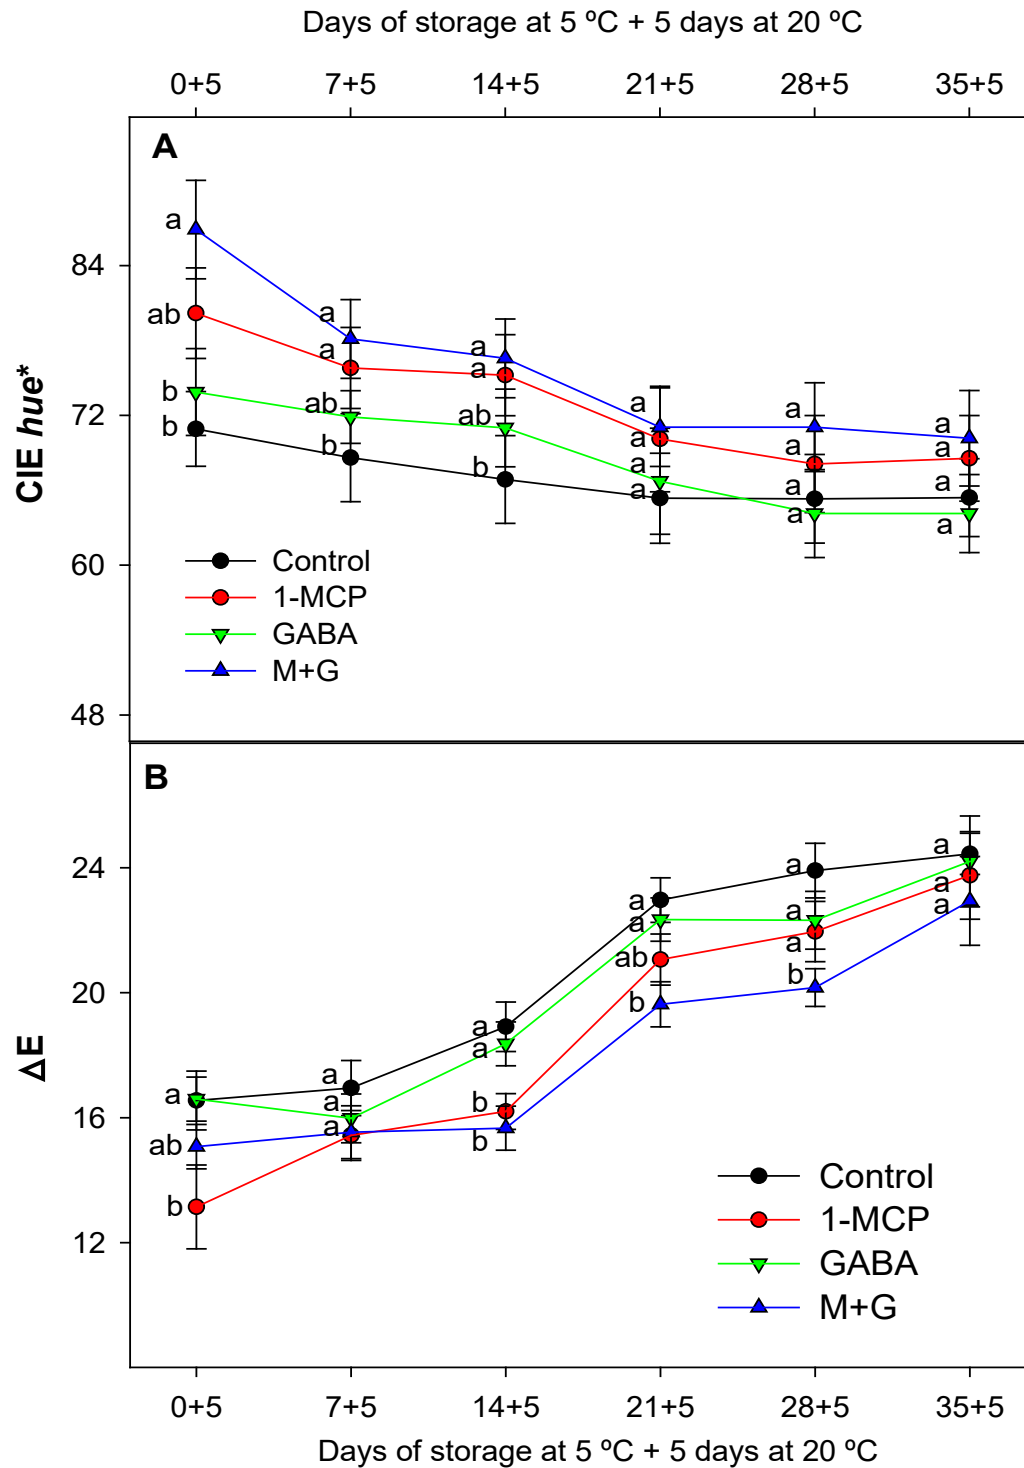 Days of storage at 5 ºC + 5 days at 20 ºC
0+5 7+5 14+5 21+5 28+5 35+5
A
a
84
a
ab
a
a
a
a
a
a
b
ab
ab
72
a
a
b
b
b
a
a
a
a
a
a
a
a
CIE hue*
Control
60
1-MCP
GABA
M+G
48
B
a
a
24
a
a
a
a
a
a
ab
a
b
20
b
a
a
ΔE
a
a
a
b
16
a
b
ab
b
12
Control
1-MCP
GABA
M+G
0+5 7+5 14+5 21+5 28+5 35+5
Days of storage at 5 ºC + 5 days at 20 ºC